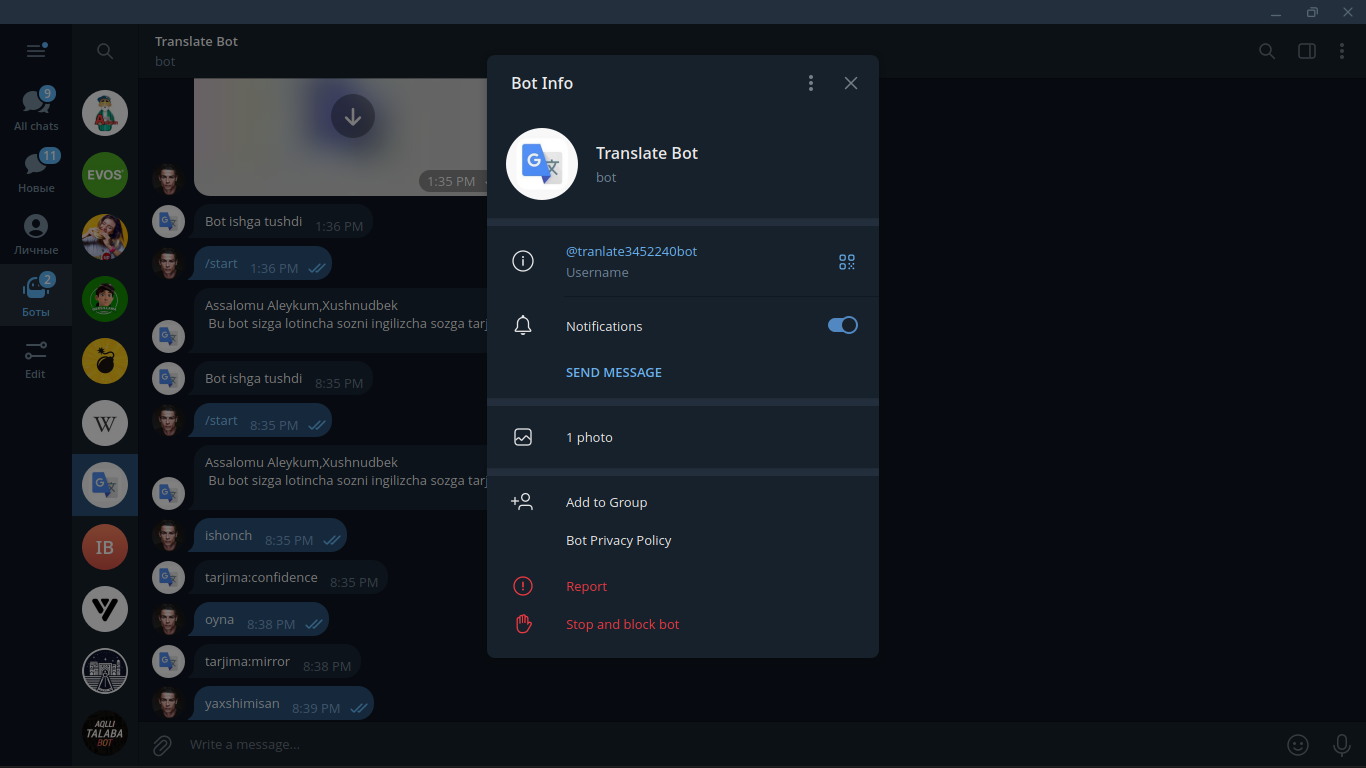 Translate Bot
bot
9
All chats
11
Новые
Личные
2
Боты
Edit
EVOS
W
IB
AQLLI
TALABA
BOT
1:35 PM
Bot ishga tushdi 1:36 PM
/start 1:36 PM
Assalomu Aleykum,Xushnudbek
Bu bot sizga lotincha sozni ingilizcha sozga tarj
Bot ishga tushdi 8:35 PM
/start 8:35 PM
Assalomu Aleykum,Xushnudbek
Bu bot sizga lotincha sozni ingilizcha sozga tarj
ishonch 8:35 PM
tarjima:confidence 8:35 PM
oyna 8:38 PM
tarjima:mirror 8:38 PM
yaxshimisan 8:39 PM
Write a message...
Bot Info
G
Translate Bot
bot
@tranlate3452240bot
Username
Notifications
SEND MESSAGE
1 photo
Add to Group
Bot Privacy Policy
Report
Stop and block bot